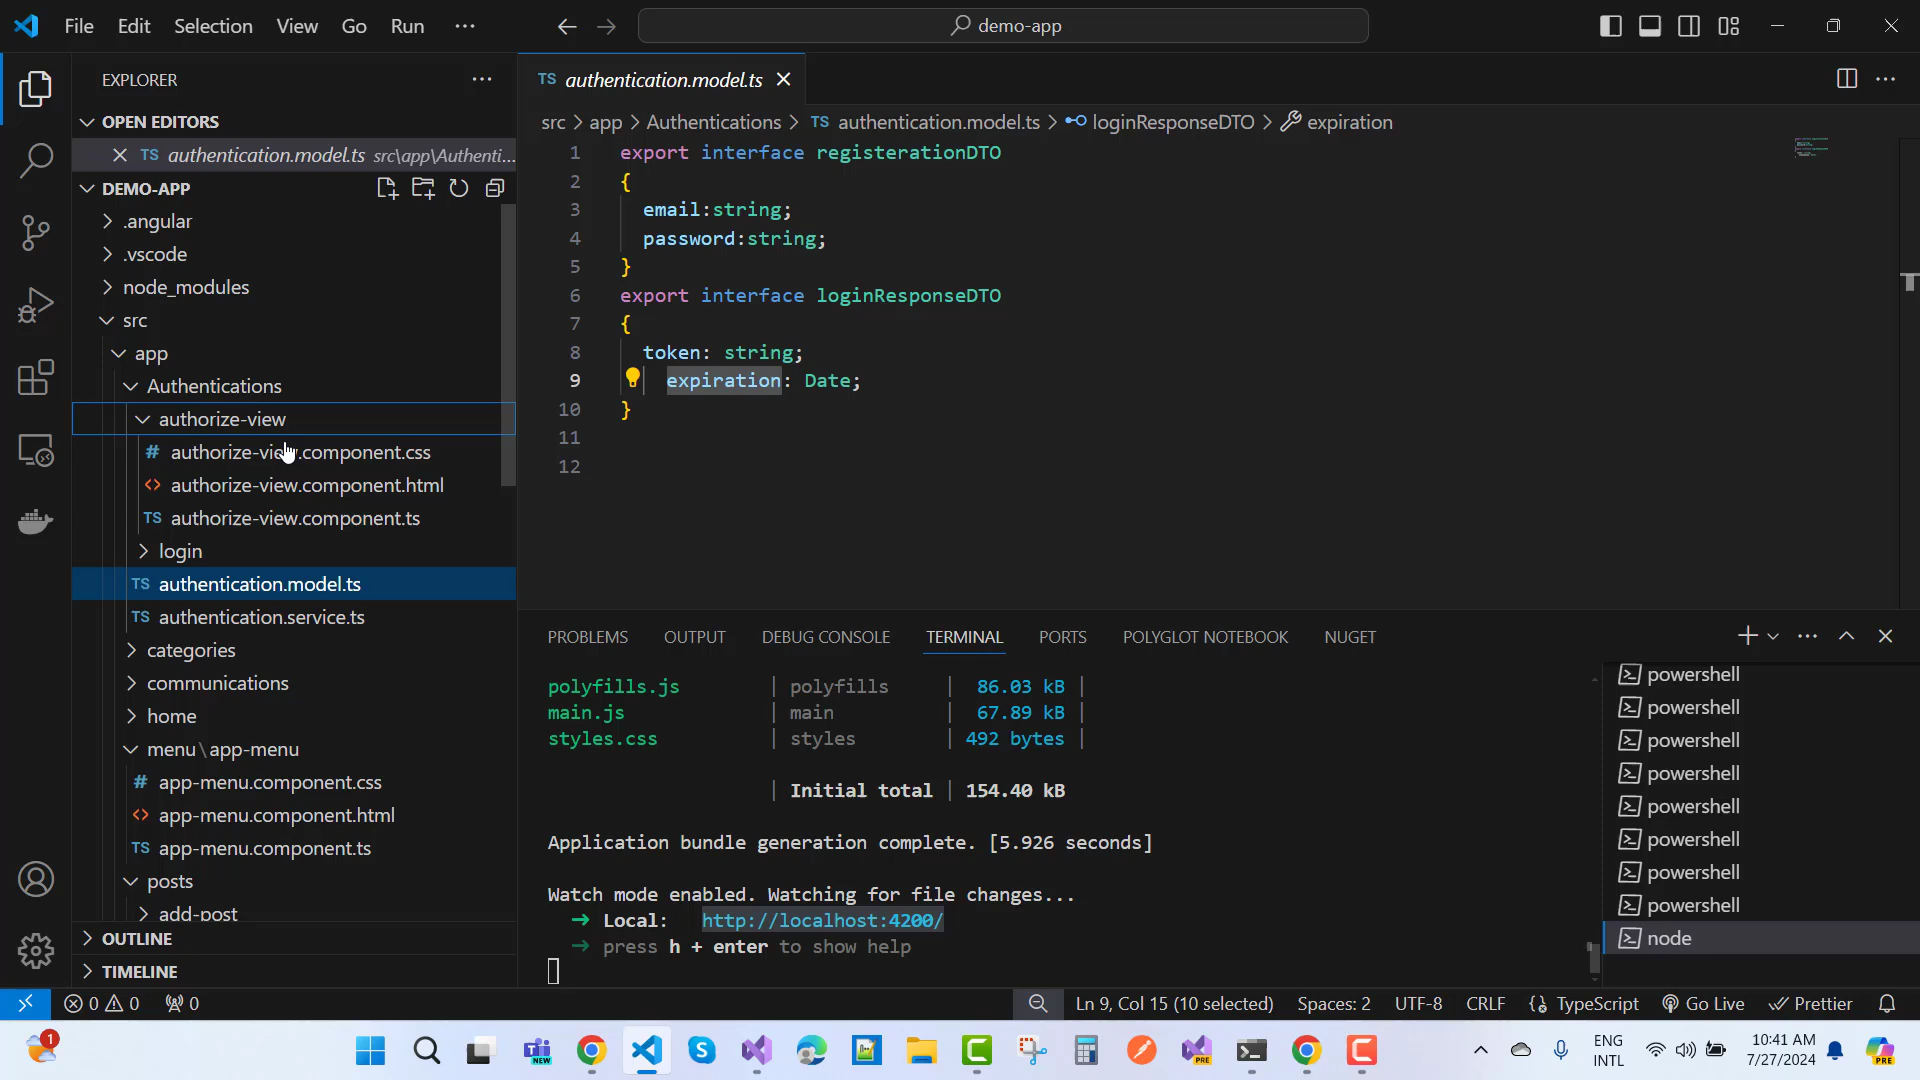 File Edit Selection View Go Run ···
demo-app
EXPLORER
OPEN EDITORS
TS authentication.model.ts src\app\Authenti...
DEMO-APP
.angular
.vscode
node_modules
src
app
Authentications
authorize-view
# authorize-view.component.css
<> authorize-view.component.html
TS authorize-view.component.ts
login
TS authentication.model.ts
TS authentication.service.ts
categories
communications
home
menu\app-menu
# app-menu.component.css
<> app-menu.component.html
TS app-menu.component.ts
posts
add-post
OUTLINE
TIMELINE
TS authentication.model.ts
src > app > Authentications > TS authentication.model.ts > loginResponseDTO > expiration
1 export interface registerationDTO
2 {
3 email:string;
4 password:string;
5 }
6 export interface loginResponseDTO
7 {
8 token: string;
9 expiration: Date;
10 }
11
12
PROBLEMS OUTPUT DEBUG CONSOLE TERMINAL PORTS POLYGLOT NOTEBOOK NUGET
polyfills.js | polyfills | 86.03 kB |
main.js | main | 67.89 kB |
styles.css | styles | 492 bytes |
| Initial total | 154.40 kB
Application bundle generation complete. [5.926 seconds]
Watch mode enabled. Watching for file changes...
➜ Local: http://localhost:4200/
➜ press h + enter to show help
powershell
powershell
powershell
powershell
powershell
powershell
powershell
powershell
node
0 0 0 Ln 9, Col 15 (10 selected) Spaces: 2 UTF-8 CRLF TypeScript Go Live Prettier
1
NEW
PRE
ENG
INTL
10:41 AM
7/27/2024
PRE